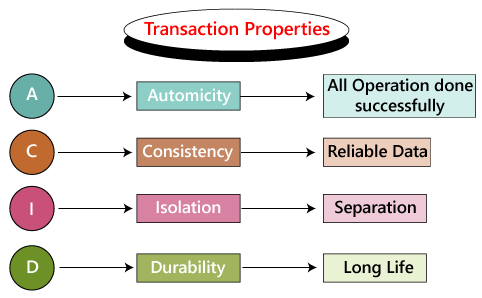 Transaction Properties
A
Automicity
All Operation done
successfully
C
Consistency
Reliable Data
I
Isolation
Separation
D
Durability
Long Life